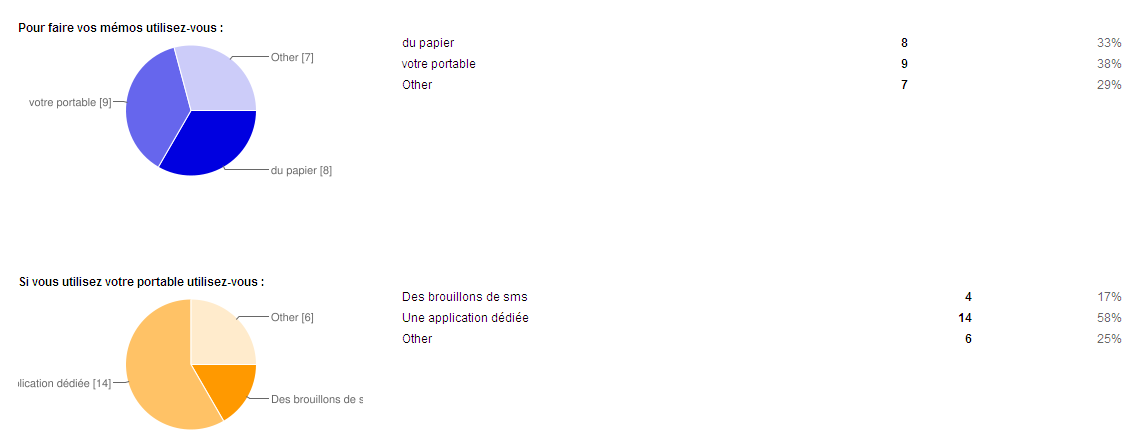 Pour faire vos mémos utilisez-vous :
Other [7]
votre portable [9]
du papier [8]
du papier 8 33%
votre portable 9 38%
Other 7 29%
Si vous utilisez votre portable utilisez-vous :
Other [6]
plication dédiée [14]
Des brouillons de s
Des brouillons de sms 4 17%
Une application dédiée 14 58%
Other 6 25%